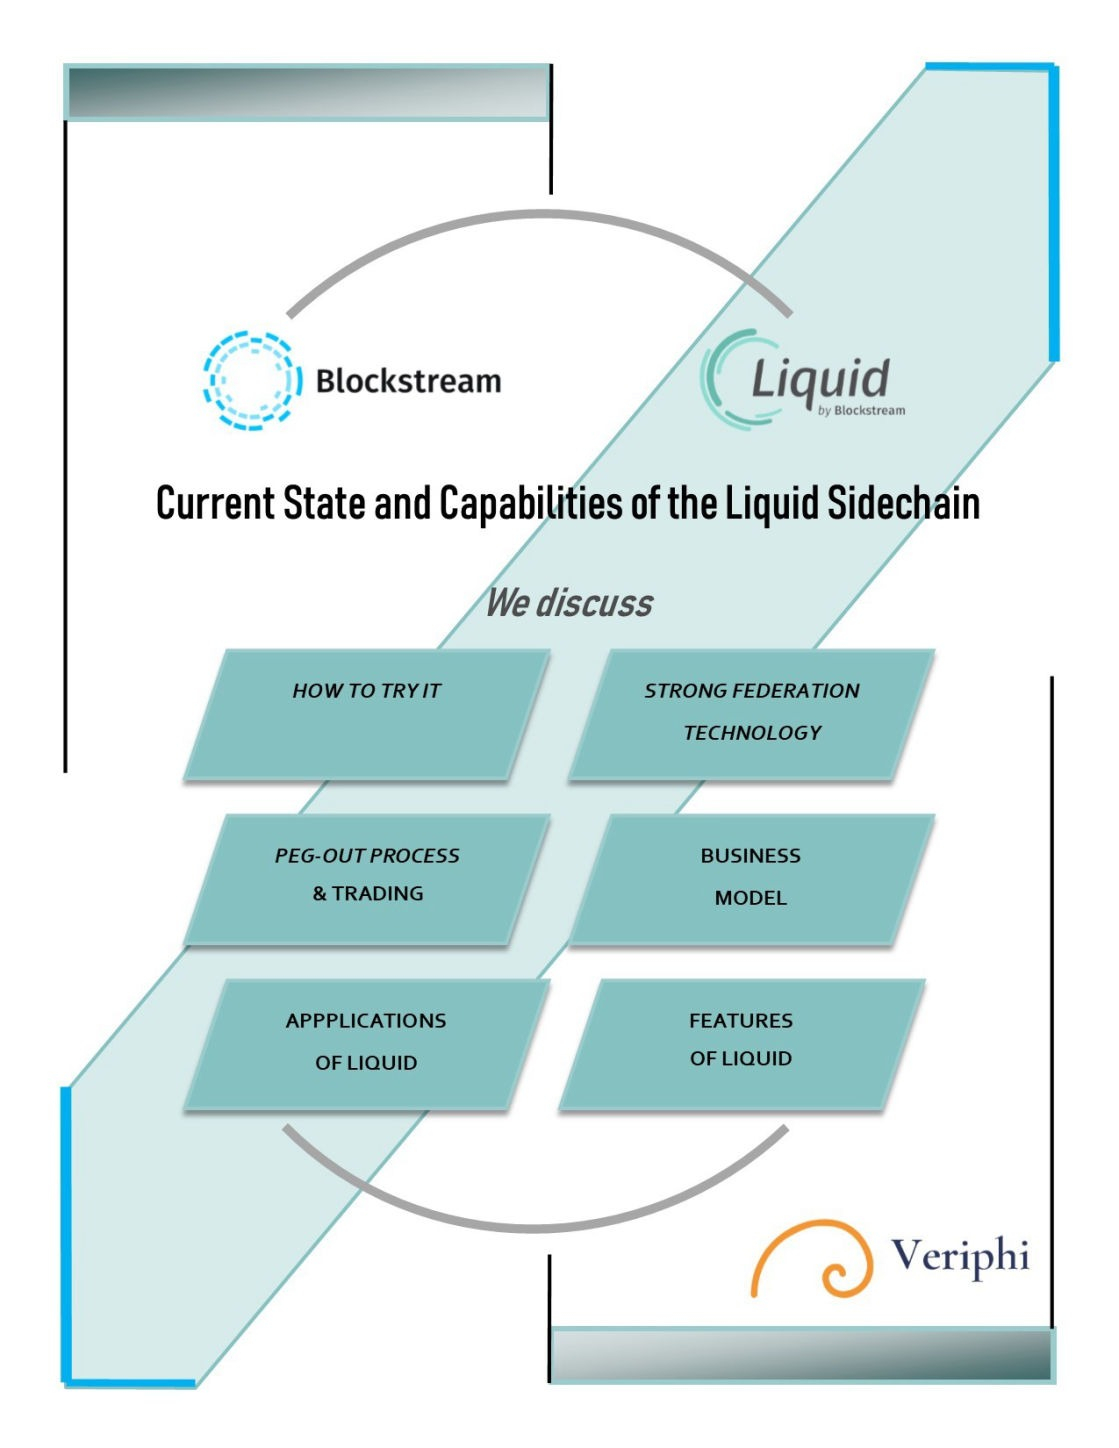 Blockstream
Liquid
by Blockstream
Current State and Capabilities of the Liquid Sidechain
We discuss
HOW TO TRY IT
STRONG FEDERATION
TECHNOLOGY
PEG-OUT PROCESS
& TRADING
BUSINESS
MODEL
APPPLICATIONS
OF LIQUID
FEATURES
OF LIQUID
Veriphi